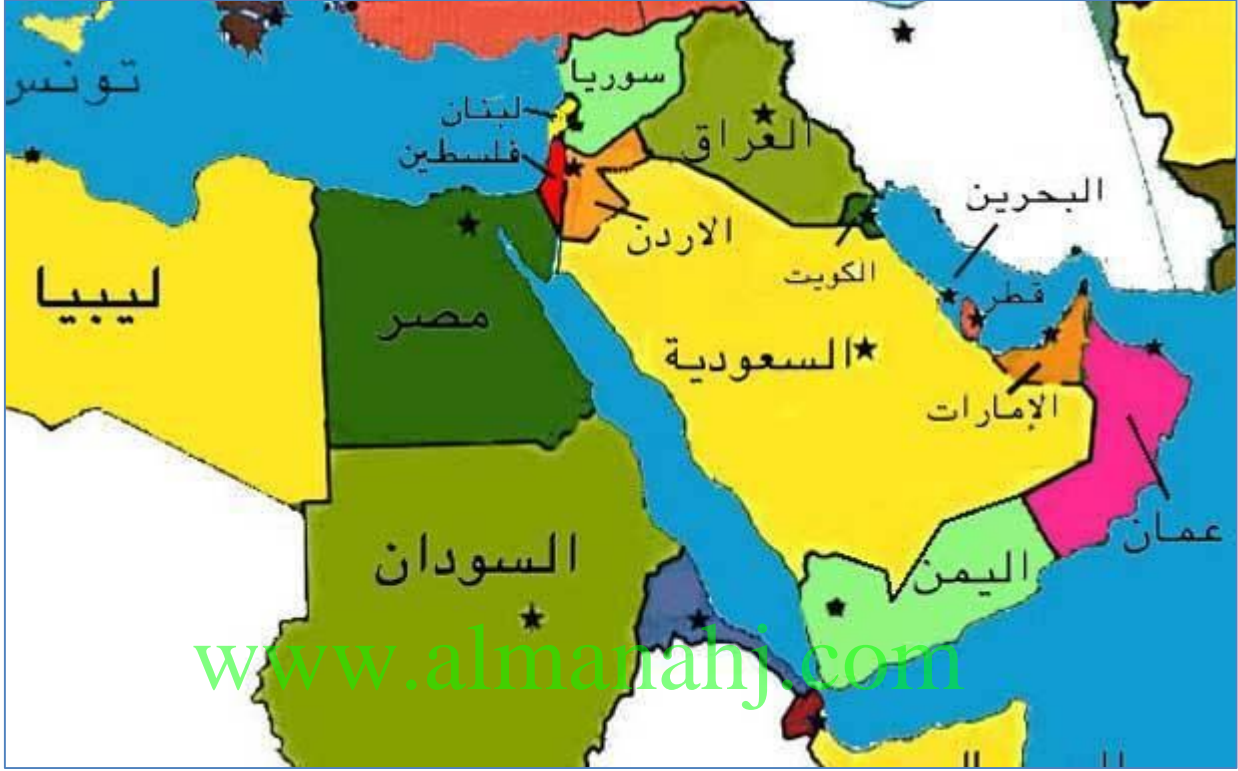 تونس
سوريا
لبنان
العراق
فلسطين
البحرين
الاردن
الكويت
ليبيا
مصر
قطر
السعودية
الإمارات
عمان
السودان
اليمن
www.almanahj.com